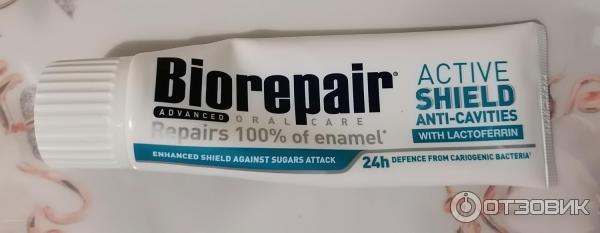 Biorepair®
ADVANCED ORAL CARE
Repairs 100% of enamel*
ENHANCED SHIELD AGAINST SUGARS ATTACK
ACTIVE
SHIELD
ANTI-CAVITIES
WITH LACTOFERRIN
24h DEFENCE FROM CARIOGENIC BACTERIA*
ОТЗОВИК